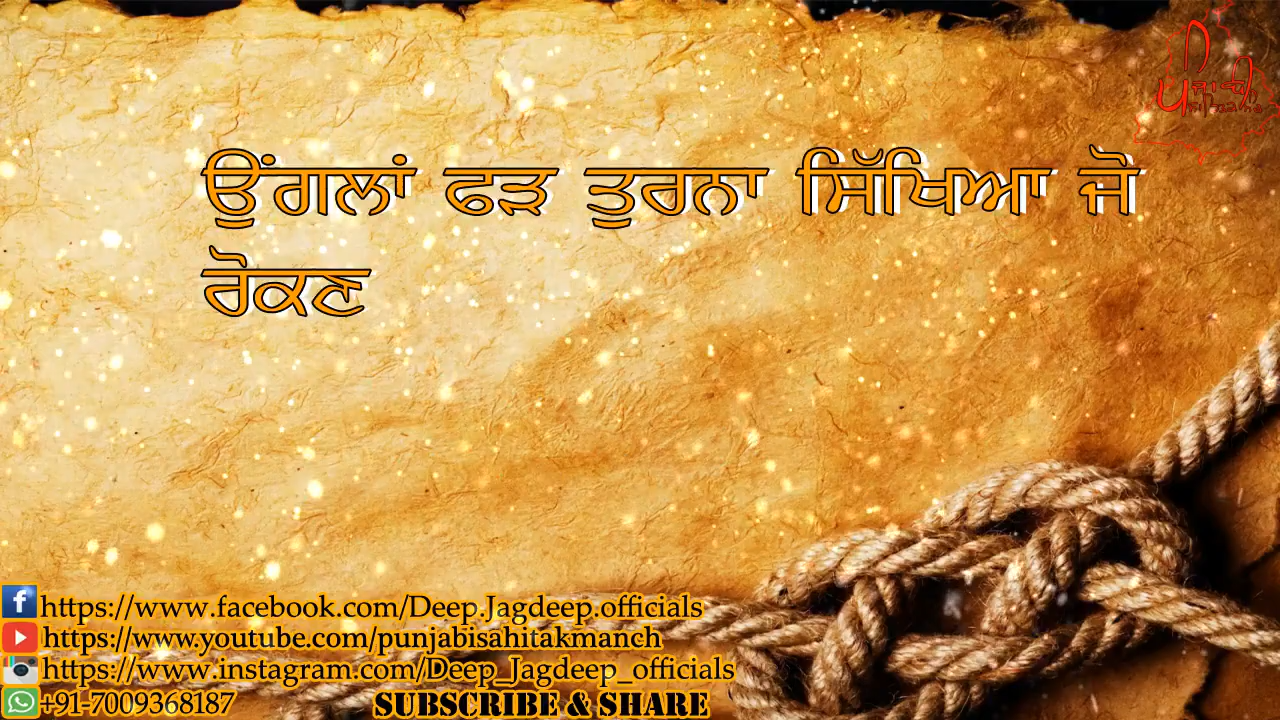 ਉਂਗਲਾਂ ਫੜ ਤੁਰਨਾ ਸਿੱਖਿਆ ਜੋ
ਰੋਕਣ
https://www.facebook.com/Deep.Jagdeep.officials
https://www.youtube.com/punjabisahitakmanch
https://www.instagram.com/Deep_Jagdeep_officials
+91-7009368187
SUBSCRIBE & SHARE